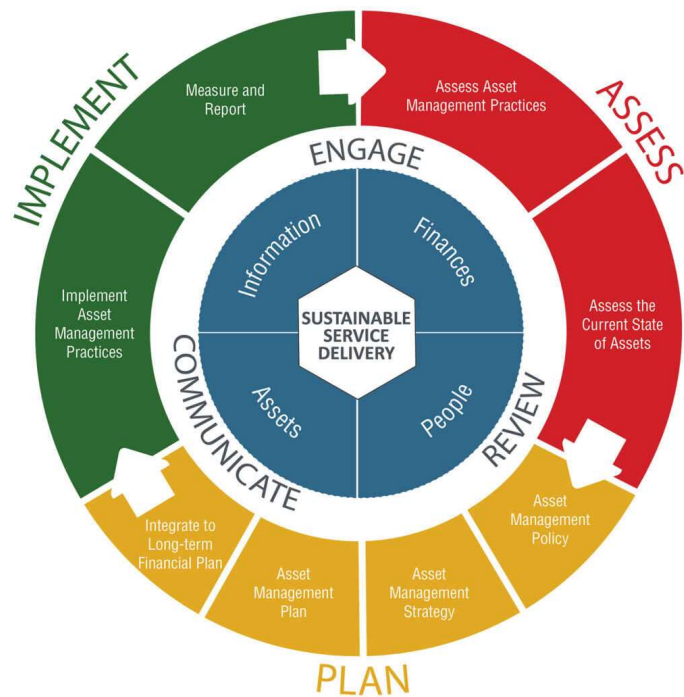 IMPLEMENT
ASSESS
PLAN
Measure and
Report
Assess Asset
Management Practices
Assess the
Current State
of Assets
Asset
Management
Policy
Asset
Management
Strategy
Asset
Management
Plan
Integrate to
Long-term
Financial Plan
Implement
Asset
Management
Practices
ENGAGE
REVIEW
COMMUNICATE
Information
Finances
People
Assets
SUSTAINABLE
SERVICE
DELIVERY